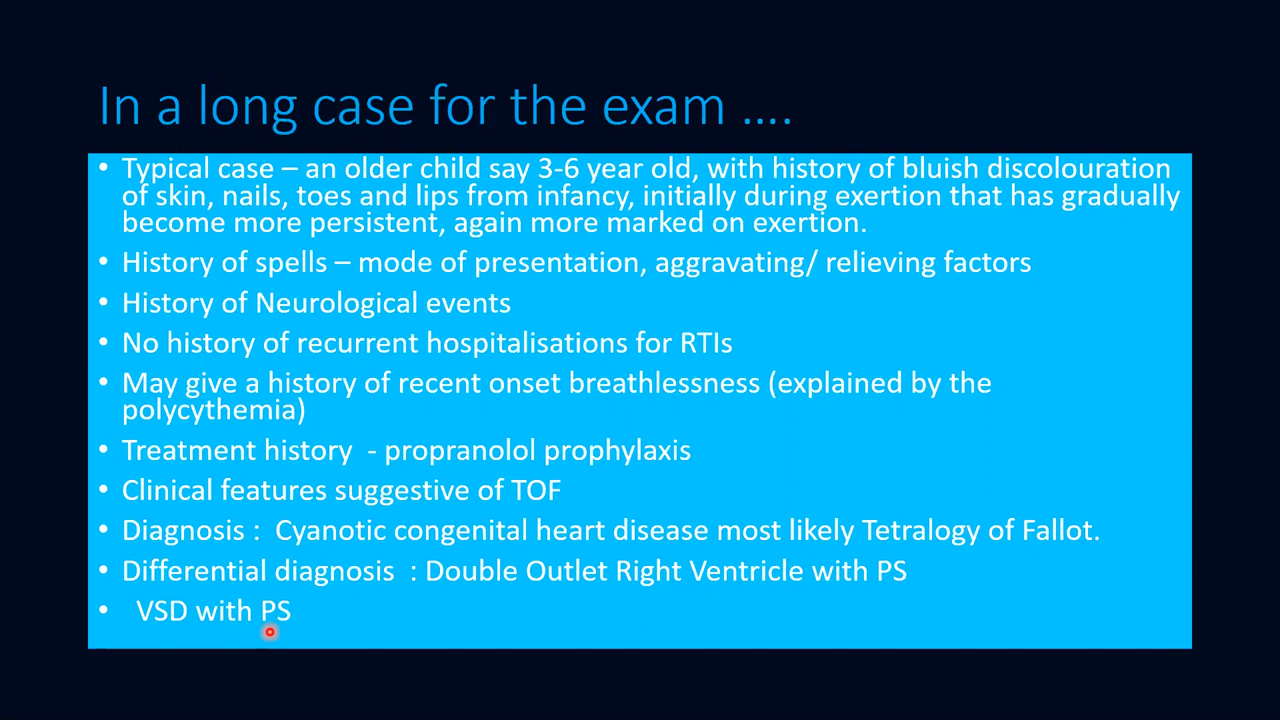 In a long case for the exam ....
• Typical case – an older child say 3-6 year old, with history of bluish discolouration
of skin, nails, toes and lips from infancy, initially during exertion that has gradually
become more persistent, again more marked on exertion.
• History of spells – mode of presentation, aggravating/ relieving factors
• History of Neurological events
• No history of recurrent hospitalisations for RTIs
• May give a history of recent onset breathlessness (explained by the
polycythemia)
• Treatment history - propranolol prophylaxis
• Clinical features suggestive of TOF
• Diagnosis : Cyanotic congenital heart disease most likely Tetralogy of Fallot.
• Differential diagnosis : Double Outlet Right Ventricle with PS
• VSD with PS